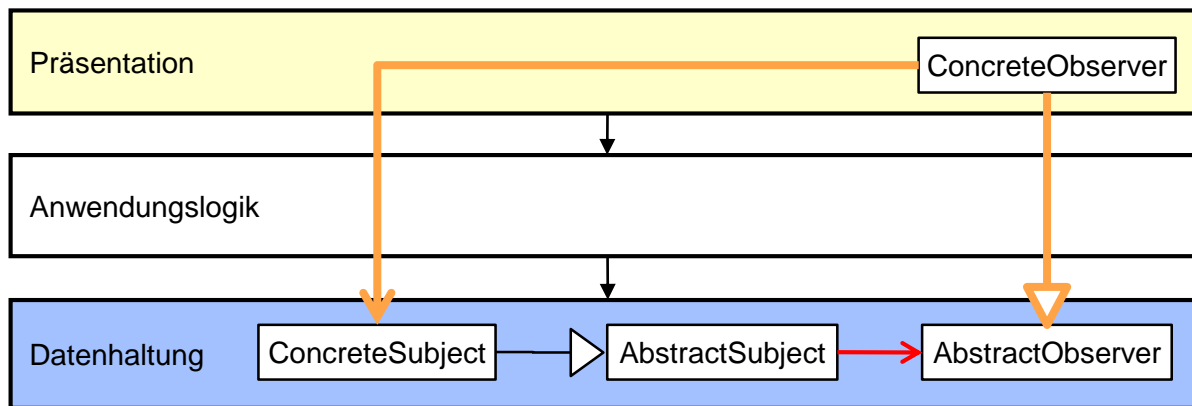 Präsentation
ConcreteObserver
Anwendungslogik
Datenhaltung
ConcreteSubject
AbstractSubject
AbstractObserver